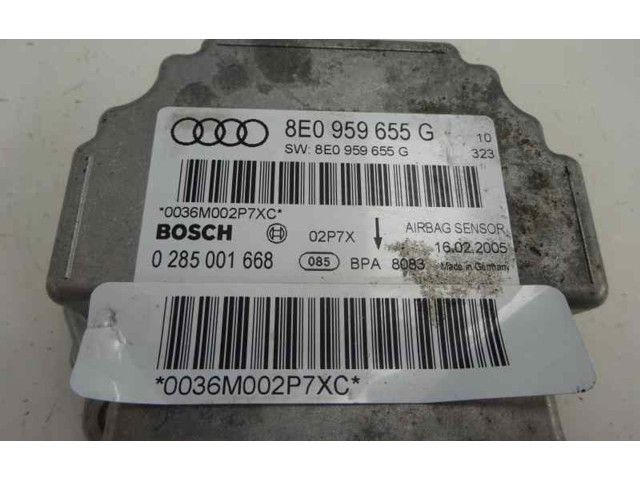 8E0 959 655 G
SW: 8E0 959 655 G
10
323
*0036M002P7XC*
BOSCH
02P7X
AIRBAG SENSOR
16.02.2005
0 285 001 668
085
BPA 8083
Made in Germany
*0036M002P7XC*